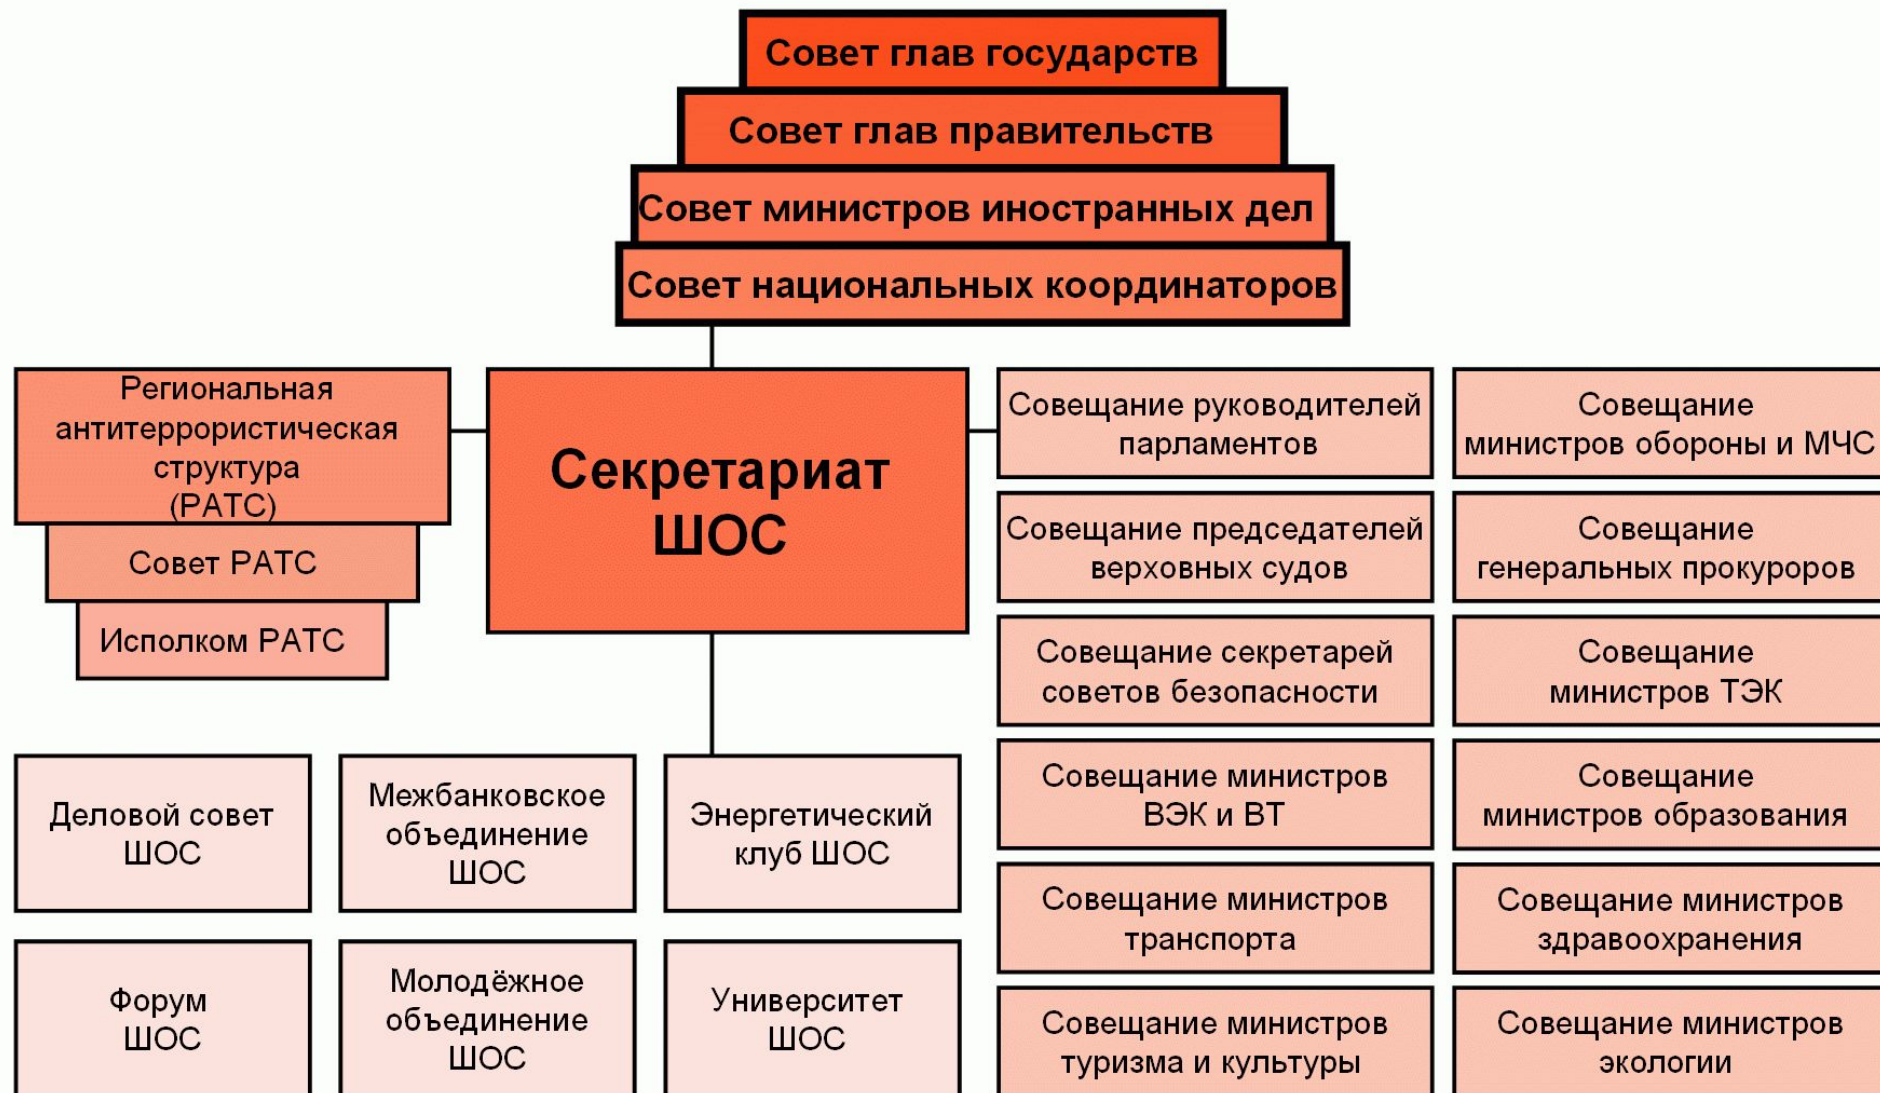 Совет глав государств
Совет глав правительств
Совет министров иностранных дел
Совет национальных координаторов
Региональная
антитеррористическая
структура
(РАТС)
Совет РАТС
Исполком РАТС
Секретариат
ШОС
Совещание руководителей
парламентов
Совещание
министров обороны и МЧС
Совещание председателей
верховных судов
Совещание
генеральных прокуроров
Совещание секретарей
советов безопасности
Совещание
министров ТЭК
Совещание министров
ВЭК и ВТ
Совещание
министров образования
Совещание министров
транспорта
Совещание министров
здравоохранения
Совещание министров
туризма и культуры
Совещание министров
экологии
Деловой совет
ШОС
Межбанковское
объединение
ШОС
Энергетический
клуб ШОС
Форум
ШОС
Молодёжное
объединение
ШОС
Университет
ШОС